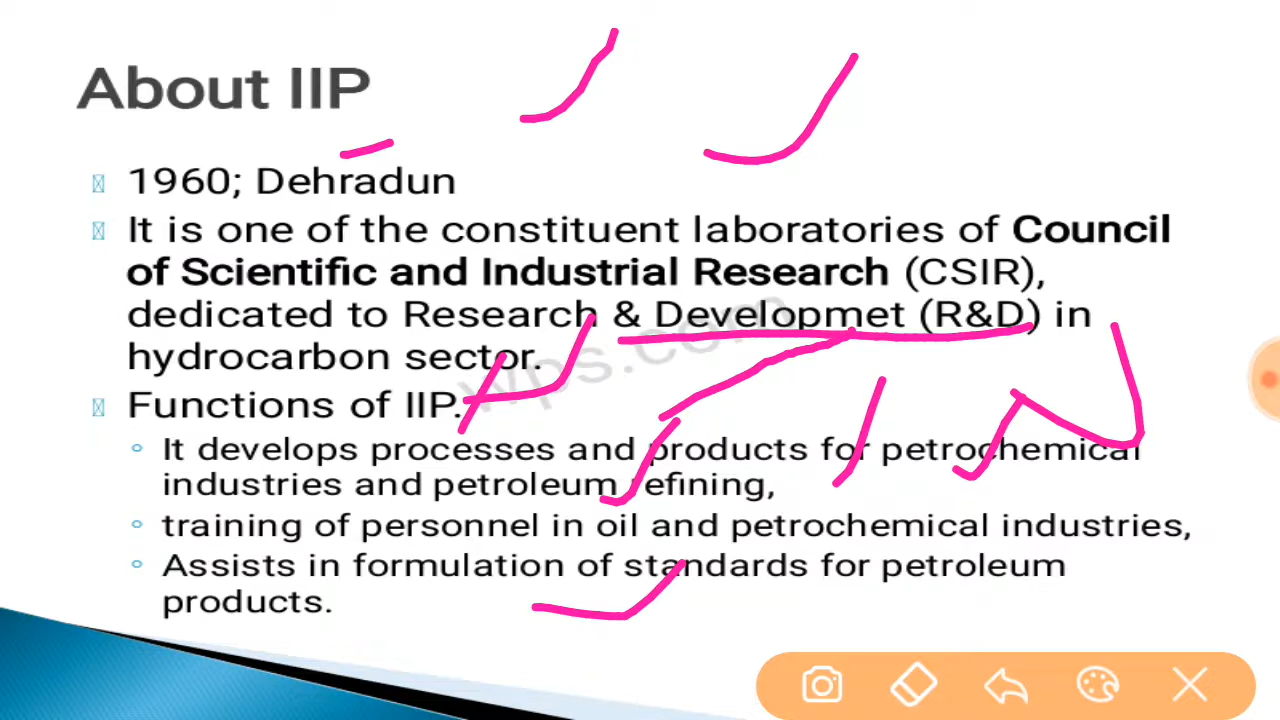 About IIP
1960; Dehradun
It is one of the constituent laboratories of Council
of Scientific and Industrial Research (CSIR),
dedicated to Research & Developmet (R&D) in
hydrocarbon sector.
Functions of IIP.
It develops processes and products for petrochemical
industries and petroleum refining,
training of personnel in oil and petrochemical industries,
Assists in formulation of standards for petroleum
products.
wps.com